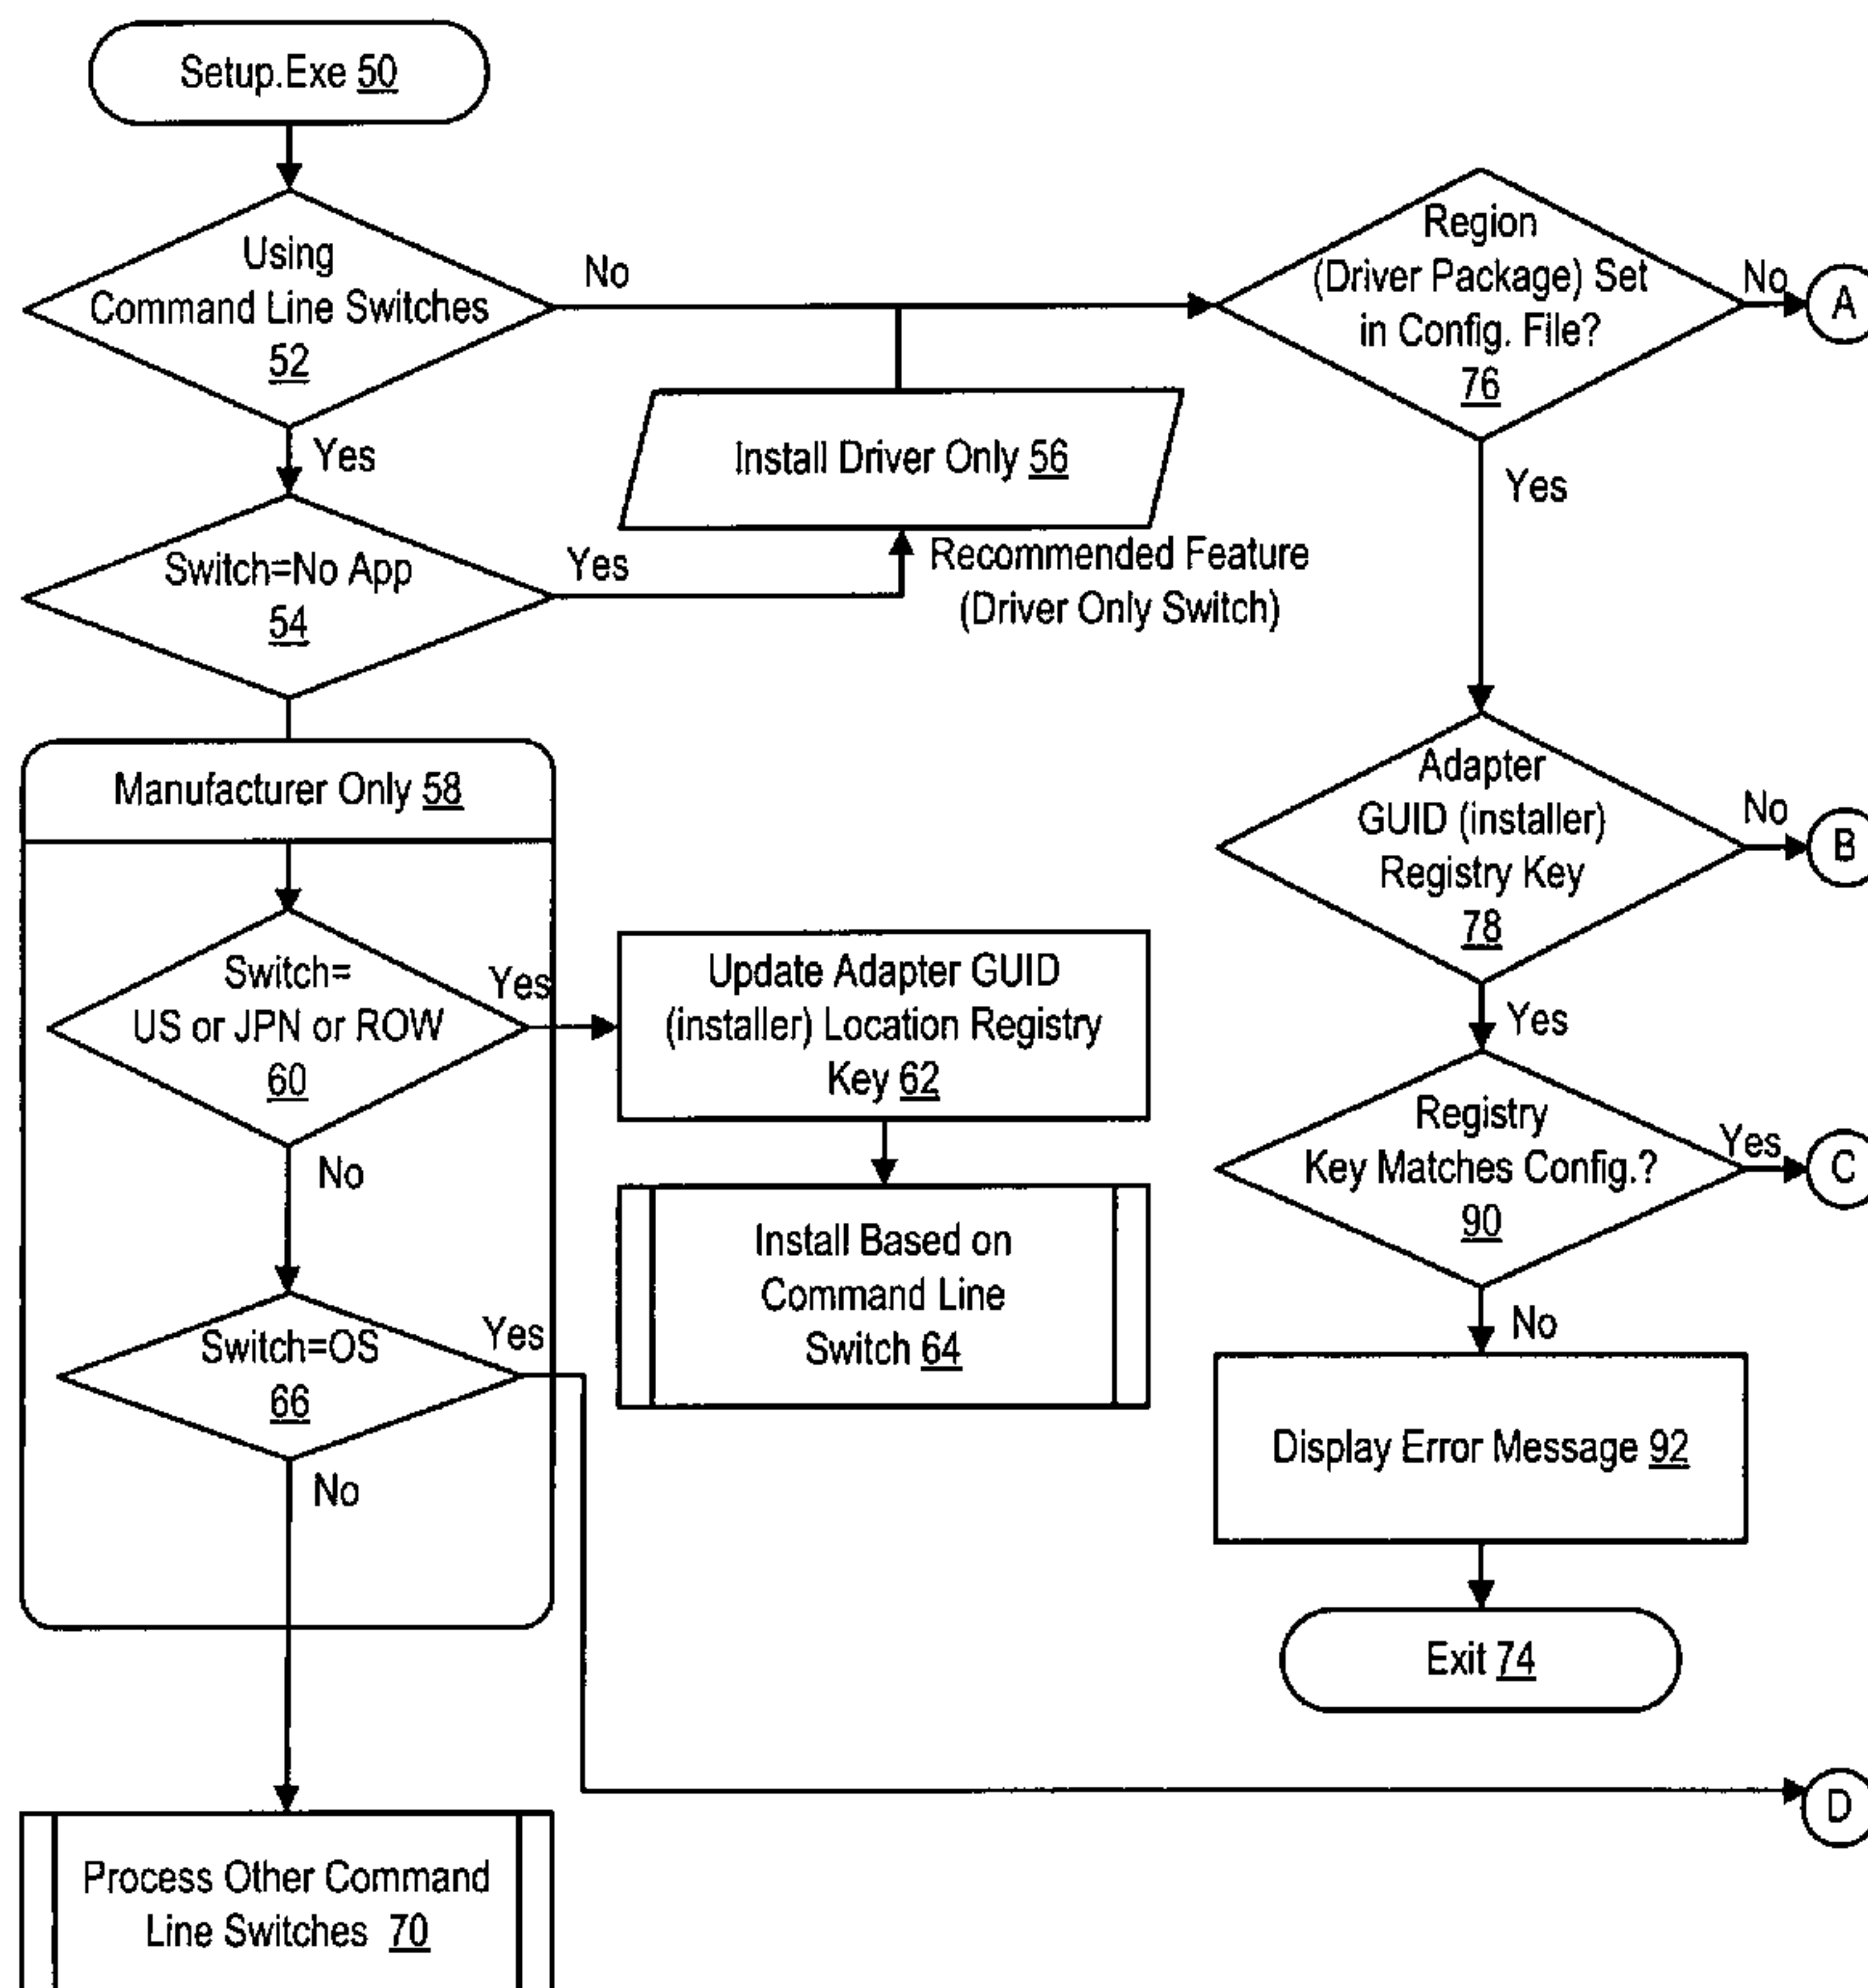 Setup.Exe 50
Using
Command Line Switches
52
No
Yes
Switch=No App
54
Yes
Install Driver Only 56
Recommended Feature
(Driver Only Switch)
Manufacturer Only 58
Switch=
US or JPN or ROW
60
Yes
No
Update Adapter GUID
(installer) Location Registry
Key 62
Install Based on
Command Line
Switch 64
Switch=OS
66
Yes
No
Process Other Command
Line Switches 70
Region
(Driver Package) Set
in Config. File?
76
No
A
Yes
Adapter
GUID (installer)
Registry Key
78
No
B
Yes
Registry
Key Matches Config.?
90
Yes
C
No
Display Error Message 92
Exit 74
D